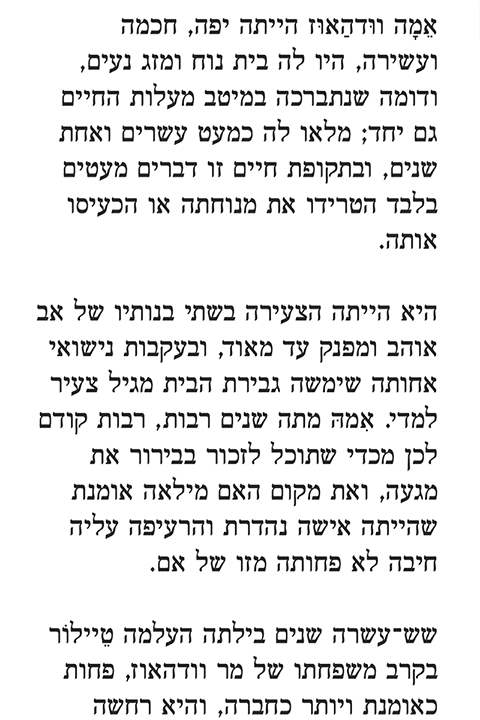 אֵמָה ווּדהַאוּז הייתה יפה, חכמה
ועשירה, היו לה בית נוח ומזג נעים,
ודומה שנתברכה במיטב מעלות החיים
גם יחד; מלאו לה כמעט עשרים ואחת
שנים, ובתקופת חיים זו דברים מעטים
בלבד הטרידו את מנוחתה או הכעיסו
אותה.
היא הייתה הצעירה בשתי בנותיו של אב
אוהב ומפנק עד מאוד, ובעקבות נישואי
אחותה שימשה גבירת הבית מגיל צעיר
למדי. אִמהּ מתה שנים רבות, רבות קודם
לכן מכדי שתוכל לזכור בבירור את
מגעה, ואת מקום האם מילאה אומנת
שהייתה אישה נהדרת והרעיפה עליה
חיבה לא פחותה מזו של אם.
שש־עשרה שנים בילתה העלמה טֵיילוֹר
בקרב משפחתו של מר וודהאוז, פחות
כאומנת ויותר כחברה, והיא רחשה